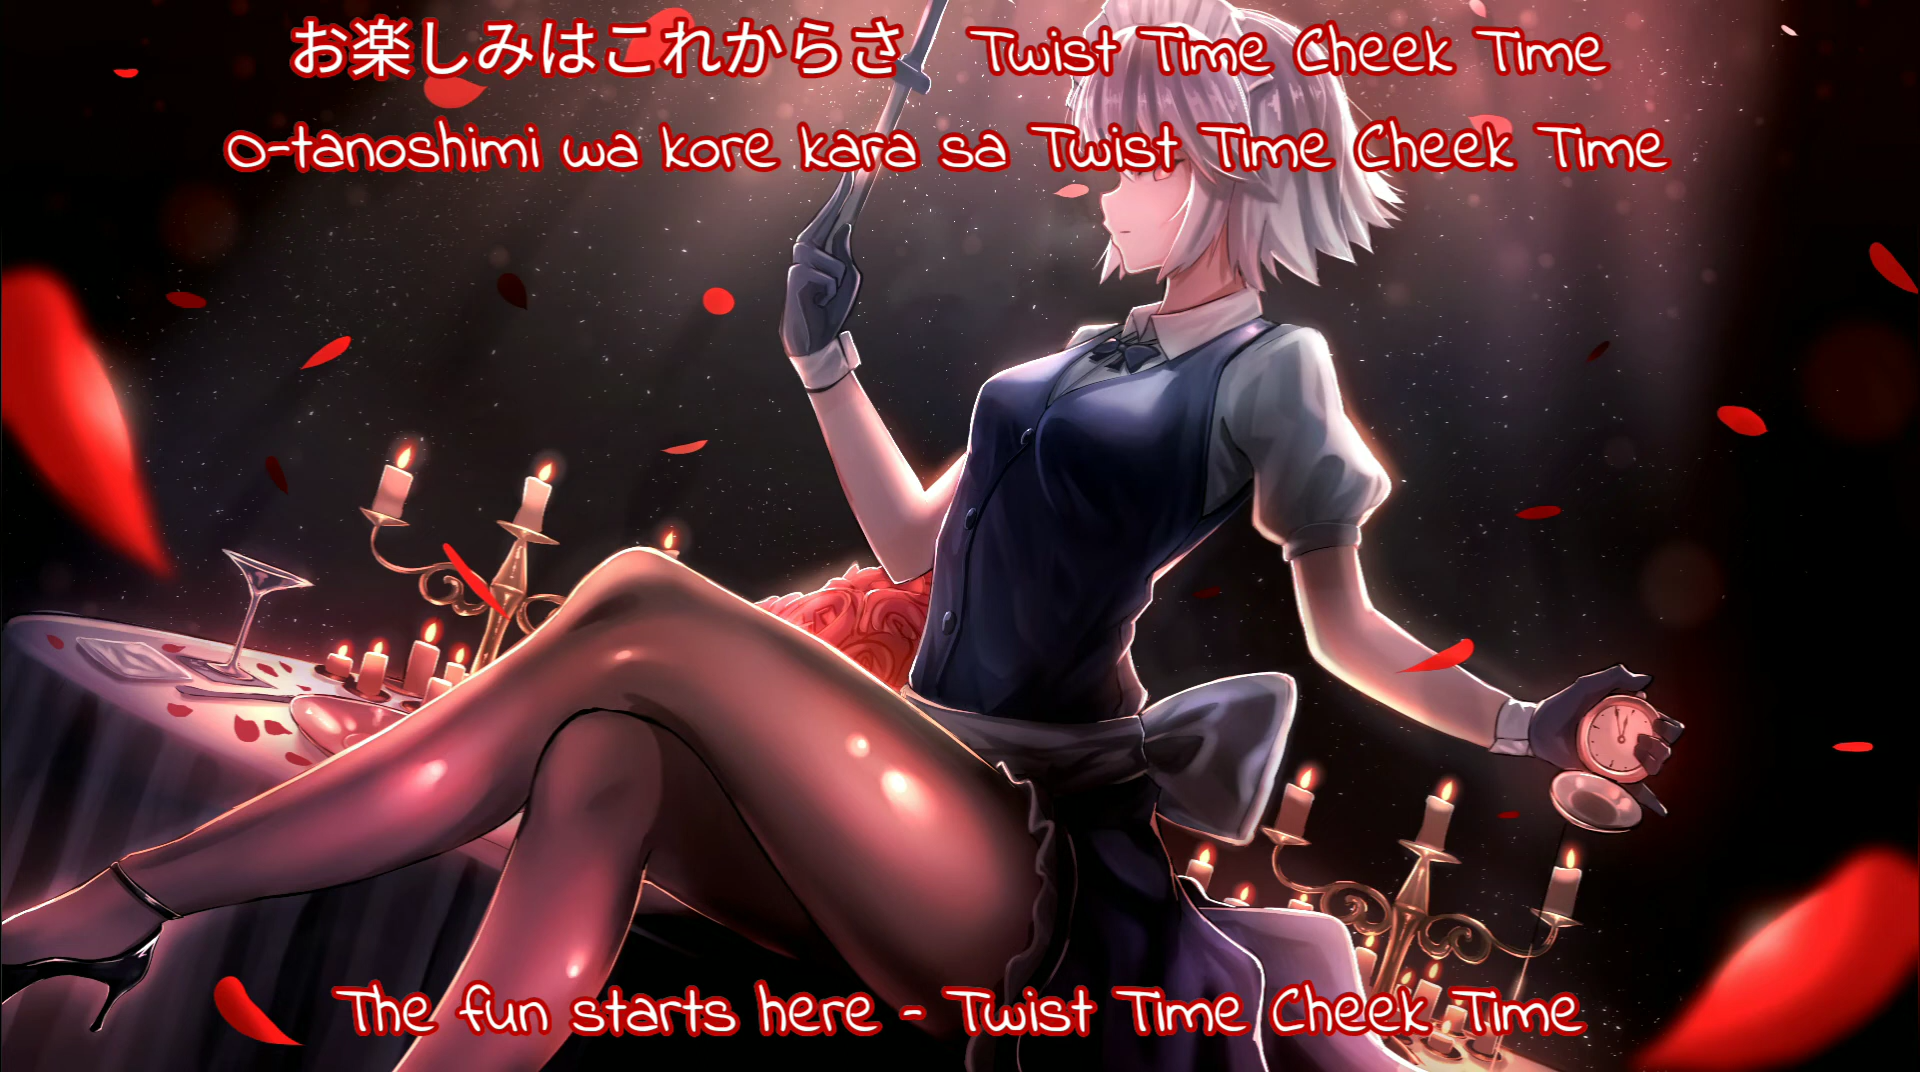 お楽しみはこれからさ Twist Time Cheek Time
O-tanoshimi wa kore kara sa Twist Time Cheek Time
The fun starts here - Twist Time Cheek Time